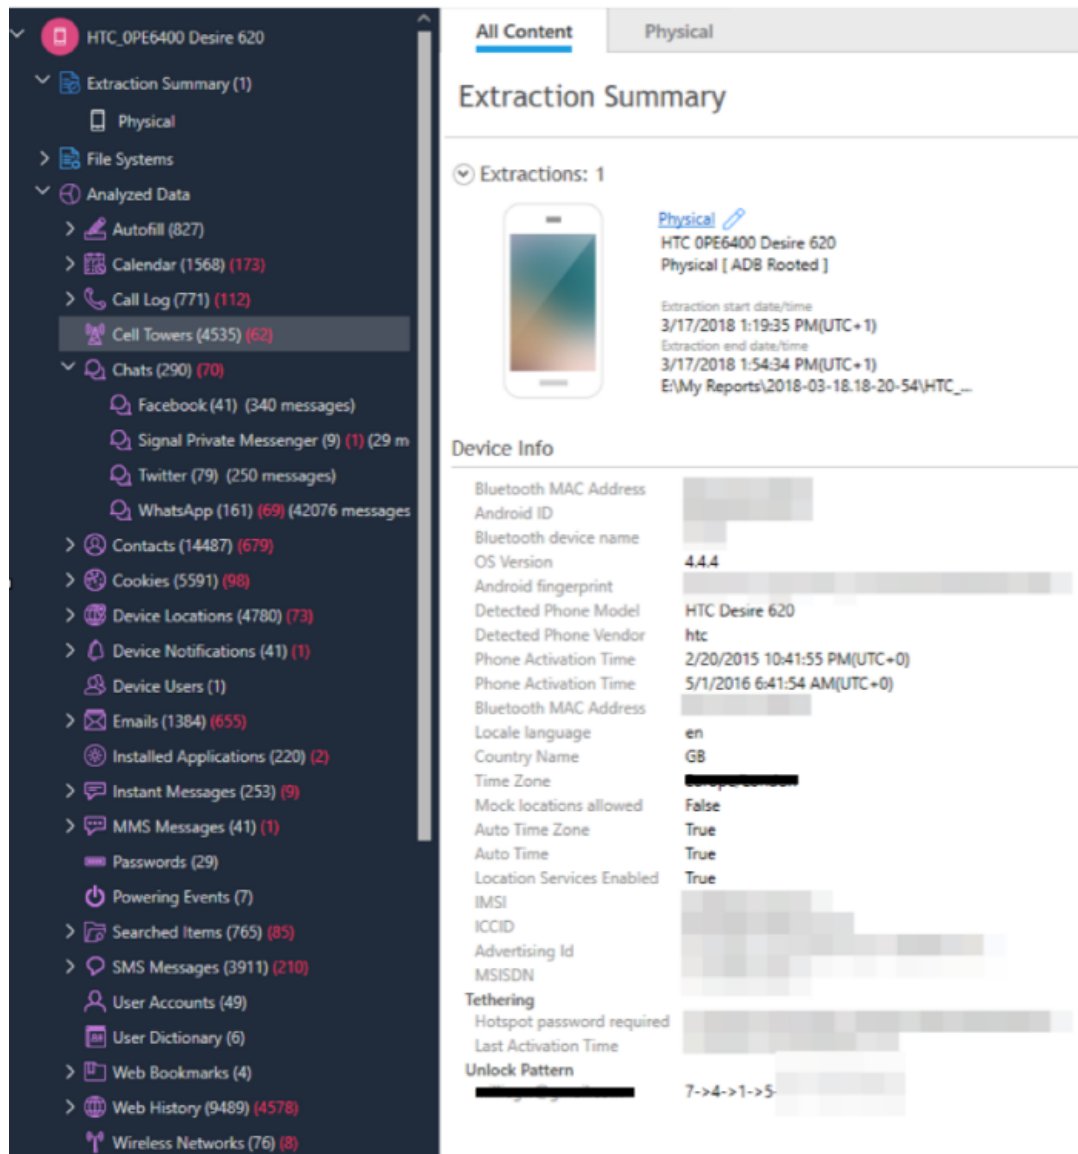 HTC_0PE6400 Desire 620
Extraction Summary (1)
Physical
File Systems
Analyzed Data
Autofill (827)
Calendar (1568) (173)
Call Log (771) (112)
Cell Towers (4535) (62)
Chats (290) (70)
Facebook (41) (340 messages)
Signal Private Messenger (9) (1) (29 m
Twitter (79) (250 messages)
WhatsApp (161) (69) (42076 messages
Contacts (14487) (679)
Cookies (5591) (98)
Device Locations (4780) (73)
Device Notifications (41) (1)
Device Users (1)
Emails (1384) (655)
Installed Applications (220) (2)
Instant Messages (253) (9)
MMS Messages (41) (1)
Passwords (29)
Powering Events (7)
Searched Items (765) (85)
SMS Messages (3911) (210)
User Accounts (49)
User Dictionary (6)
Web Bookmarks (4)
Web History (9489) (4578)
Wireless Networks (76) (8)
All Content Physical
Extraction Summary
Extractions: 1
Physical
HTC 0PE6400 Desire 620
Physical [ ADB Rooted ]
Extraction start date/time
3/17/2018 1:19:35 PM(UTC+1)
Extraction end date/time
3/17/2018 1:54:34 PM(UTC+1)
E:\My Reports\2018-03-18.18-20-54\HTC_...
Device Info
Bluetooth MAC Address
Android ID
Bluetooth device name
OS Version 4.4.4
Android fingerprint
Detected Phone Model HTC Desire 620
Detected Phone Vendor htc
Phone Activation Time 2/20/2015 10:41:55 PM(UTC+0)
Phone Activation Time 5/1/2016 6:41:54 AM(UTC+0)
Bluetooth MAC Address
Locale language en
Country Name GB
Time Zone
Mock locations allowed False
Auto Time Zone True
Auto Time True
Location Services Enabled True
IMSI
ICCID
Advertising Id
MSISDN
Tethering
Hotspot password required
Last Activation Time
Unlock Pattern
7->4->1->5-